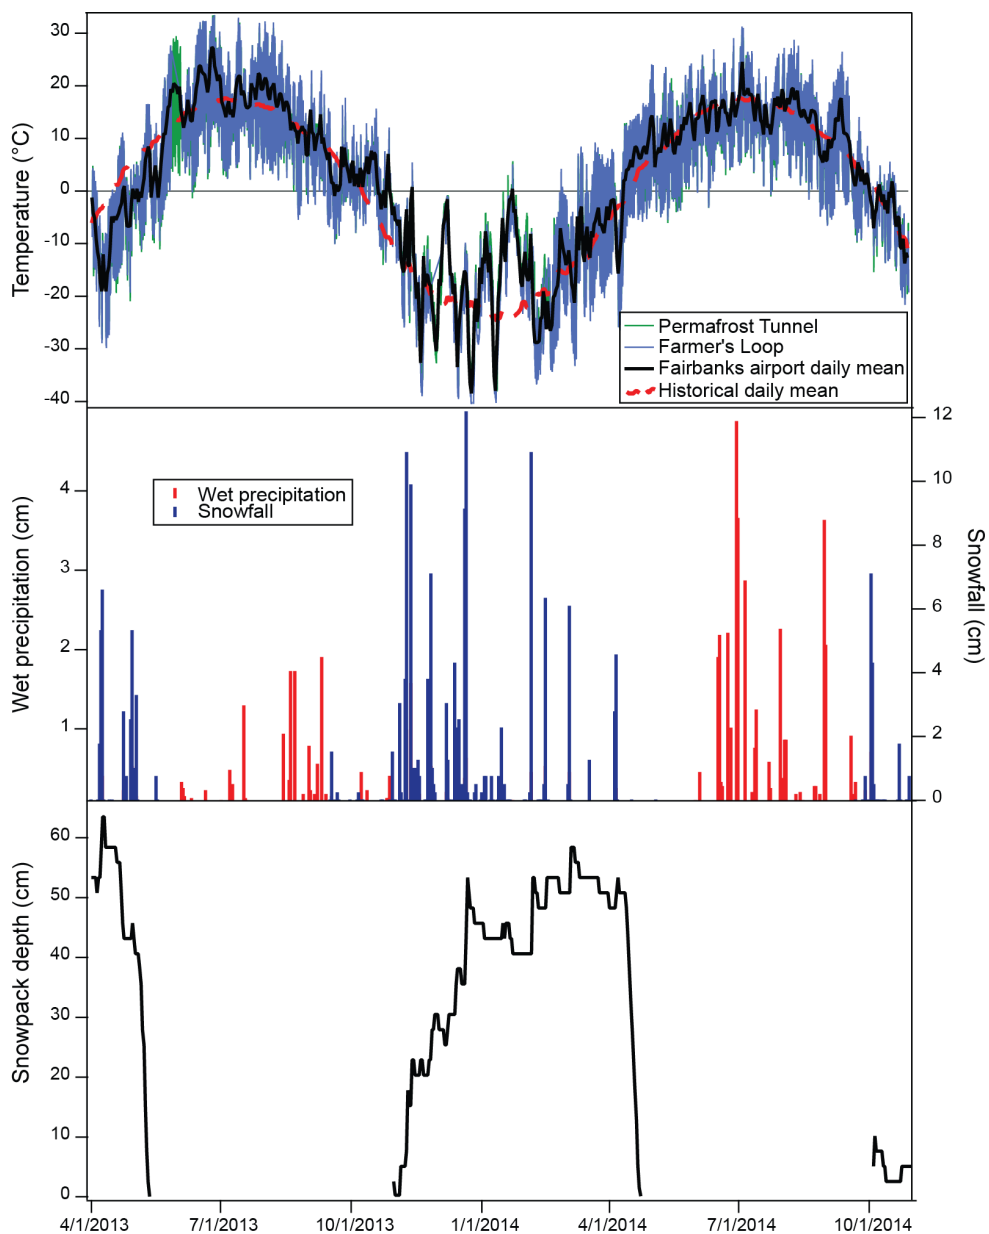 30
20
10
0
-10
-20
-30
-40
Temperature (°C)
Permafrost Tunnel
Farmer's Loop
Fairbanks airport daily mean
Historical daily mean
4
3
2
1
Wet precipitation (cm)
Wet precipitation
Snowfall
12
10
8
6
4
2
0
Snowfall (cm)
60
50
40
30
20
10
0
Snowpack depth (cm)
4/1/2013 7/1/2013 10/1/2013 1/1/2014 4/1/2014 7/1/2014 10/1/2014